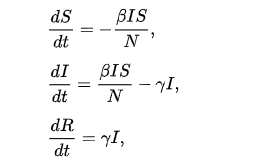 dS/dt = −βIS/N,
dI/dt = βIS/N − γI,
dR/dt = γI,